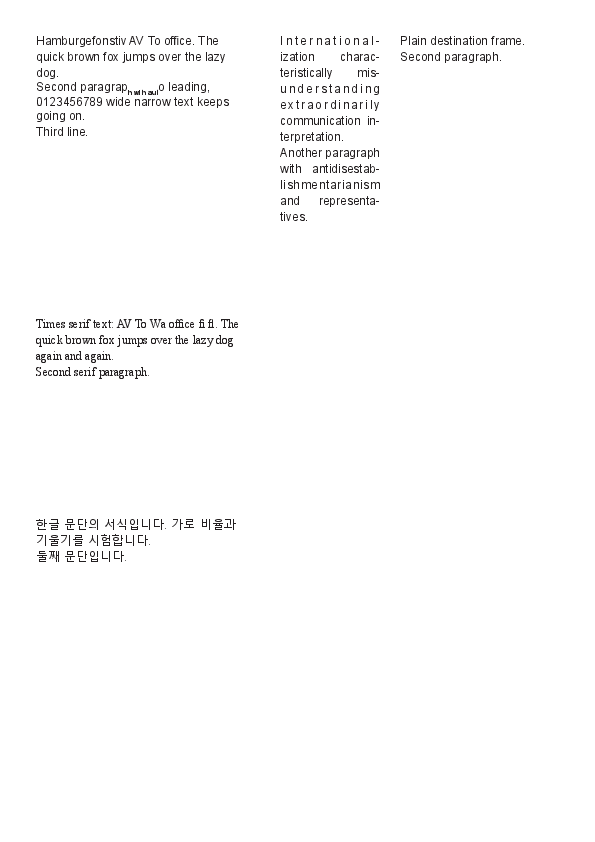 Hamburgefonstiv AV To office. The
quick brown fox jumps over the lazy
dog.
Second paragrap o leading,
0123456789 wide narrow text keeps
going on.
Third line.
International-
ization charac-
teristically mis-
understanding
extraordinarily
communication in-
terpretation.
Another paragraph
with antidisestab-
lishmentarianism
and representa-
tives.
Plain destination frame.
Second paragraph.
Times serif text: AV To Wa office fi fl. The
quick brown fox jumps over the lazy dog
again and again.
Second serif paragraph.
한글 문단의 서식입니다. 가로 비율과
기울기를 시험합니다.
둘째 문단입니다.